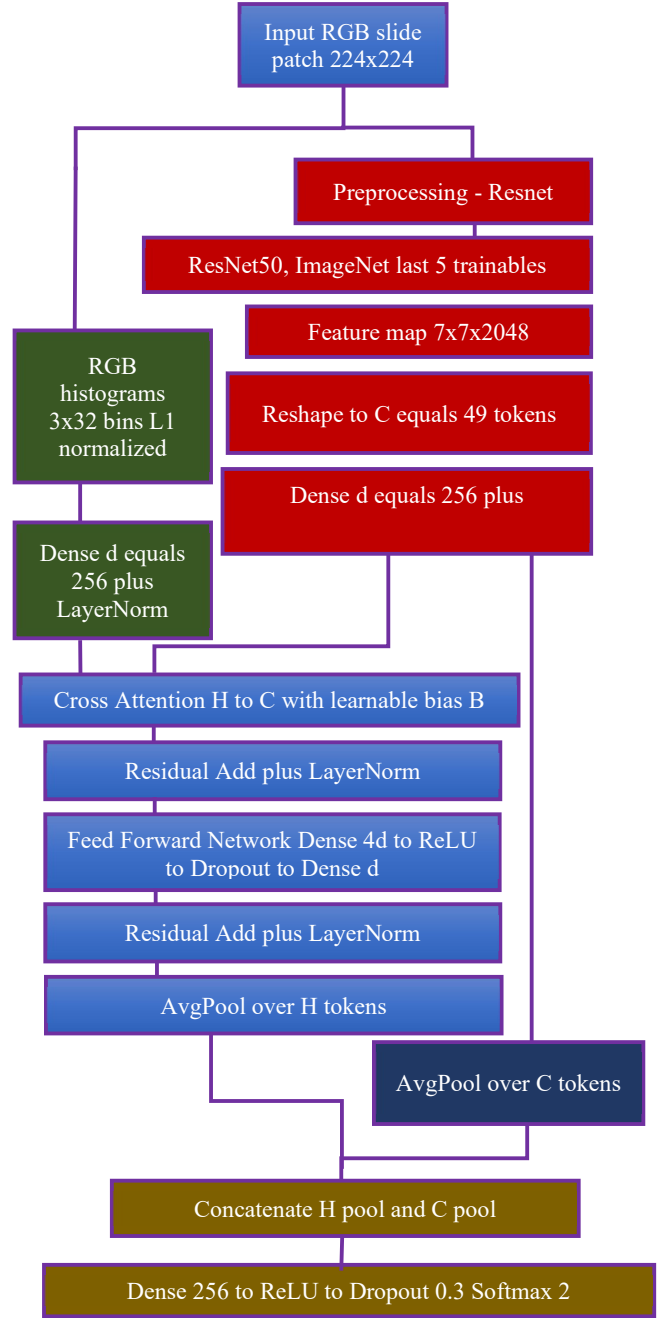 Input RGB slide
patch 224x224
Preprocessing - Resnet
ResNet50, ImageNet last 5 trainables
Feature map 7x7x2048
RGB
histograms
3x32 bins L1
normalized
Reshape to C equals 49 tokens
Dense d equals 256 plus
Dense d equals
256 plus
LayerNorm
Cross Attention H to C with learnable bias B
Residual Add plus LayerNorm
Feed Forward Network Dense 4d to ReLU
to Dropout to Dense d
Residual Add plus LayerNorm
AvgPool over H tokens
AvgPool over C tokens
Concatenate H pool and C pool
Dense 256 to ReLU to Dropout 0.3 Softmax 2